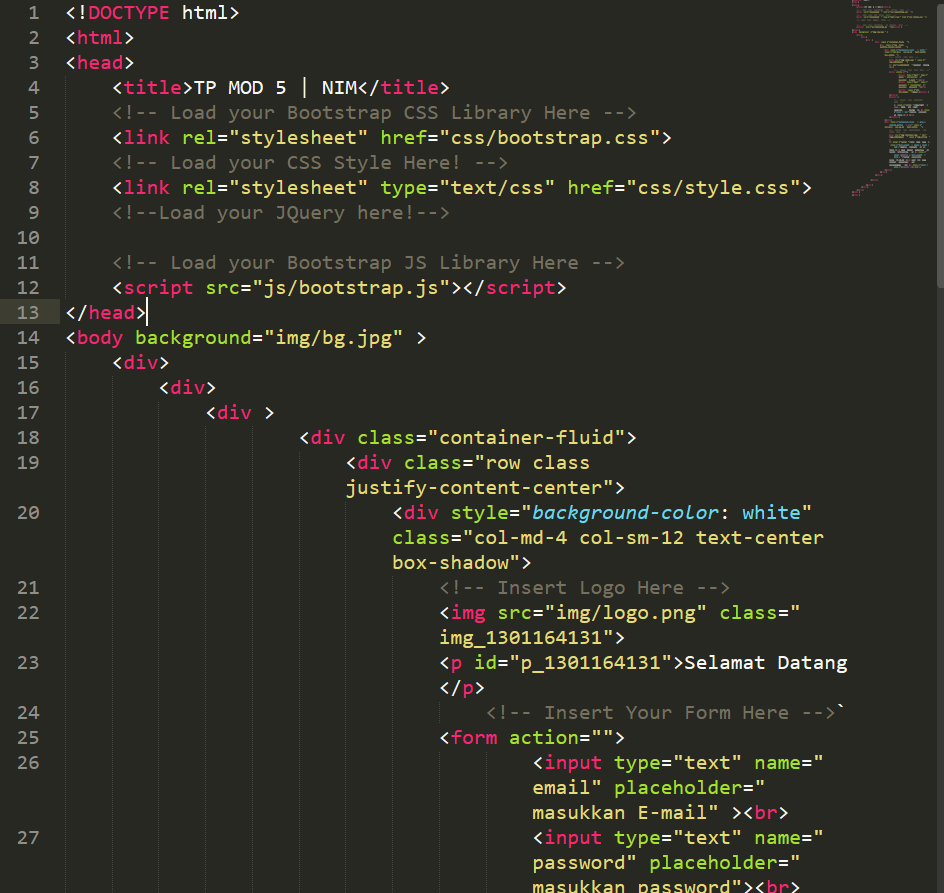 1 <!DOCTYPE html>
2 <html>
3 <head>
4 <title>TP MOD 5 | NIM</title>
5 <!-- Load your Bootstrap CSS Library Here -->
6 <link rel="stylesheet" href="css/bootstrap.css">
7 <!-- Load your CSS Style Here! -->
8 <link rel="stylesheet" type="text/css" href="css/style.css">
9 <!--Load your JQuery here!-->
10
11 <!-- Load your Bootstrap JS Library Here -->
12 <script src="js/bootstrap.js"></script>
13 </head>
14 <body background="img/bg.jpg" >
15 <div>
16 <div>
17 <div >
18 <div class="container-fluid">
19 <div class="row class
justify-content-center">
20 <div style="background-color: white"
class="col-md-4 col-sm-12 text-center
box-shadow">
21 <!-- Insert Logo Here -->
22 <img src="img/logo.png" class="
img_1301164131">
23 <p id="p_1301164131">Selamat Datang
</p>
24 <!-- Insert Your Form Here -->`
25 <form action="">
26 <input type="text" name="
email" placeholder="
masukkan E-mail" ><br>
27 <input type="text" name="
password" placeholder="
masukkan password"><br>